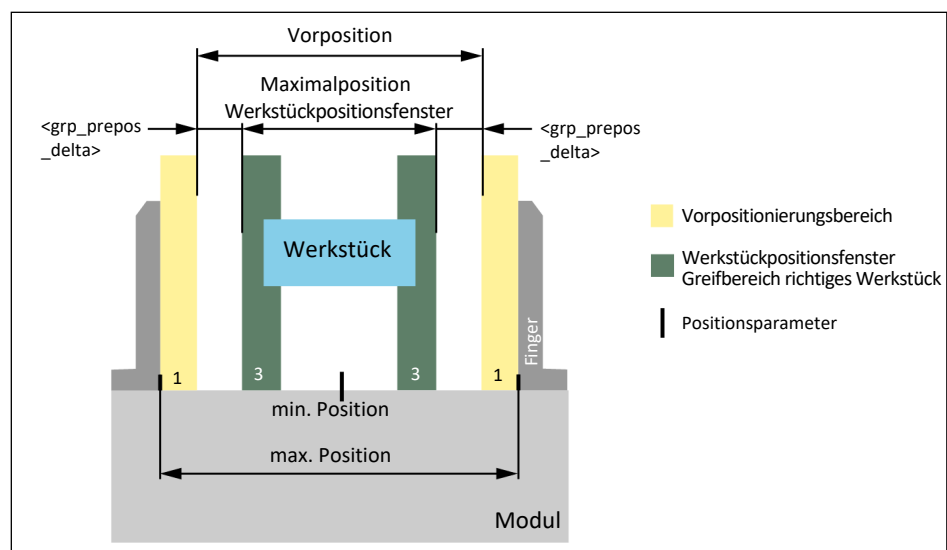 Vorposition
Maximalposition
Werkstückpositionsfenster
<grp_prepos
_delta>
<grp_prepos
_delta>
Werkstück
Vorpositionierungsbereich
Werkstückpositionsfenster
Greifbereich richtiges Werkstück
Positionsparameter
Finger
1
3
3
1
min. Position
max. Position
Modul